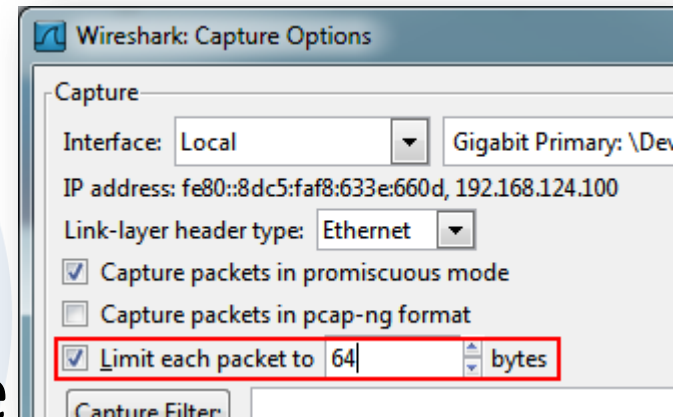 Wireshark: Capture Options
Capture
Interface: Local Gigabit Primary: \Dev
IP address: fe80::8dc5:faf8:633e:660d, 192.168.124.100
Link-layer header type: Ethernet
Capture packets in promiscuous mode
Capture packets in pcap-ng format
Limit each packet to 64 bytes
Capture Filter: